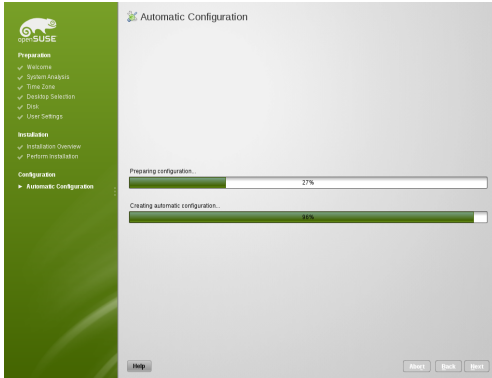 openSUSE
Automatic Configuration
Preparation
Welcome
System Analysis
Time Zone
Desktop Selection
Disk
User Settings
Installation
Installation Overview
Perform Installation
Configuration
Automatic Configuration
Preparing configuration...
27%
Creating automatic configuration...
96%
Help
Abort
Back
Next